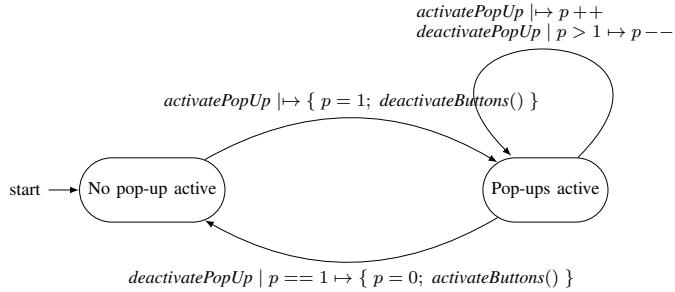 activatePopUp |↦ p++
deactivatePopUp | p > 1 ↦ p−−
activatePopUp |↦ { p = 1; deactivateButtons() }
start
No pop-up active
Pop-ups active
deactivatePopUp | p == 1 ↦ { p = 0; activateButtons() }